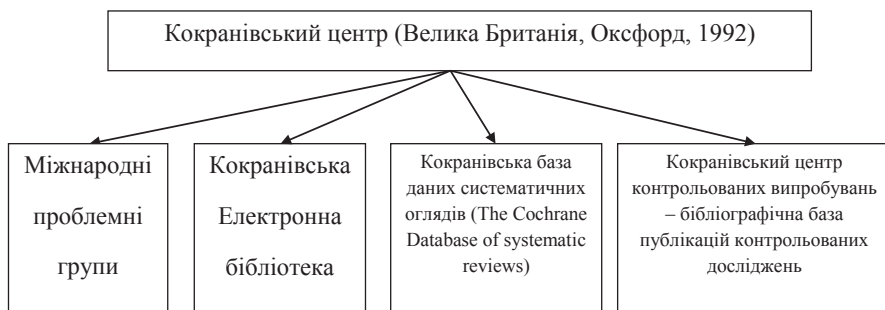 Кокранівський центр (Велика Британія, Оксфорд, 1992)
Міжнародні
проблемні
групи
Кокранівська
Електронна
бібліотека
Кокранівська база
даних систематичних
оглядів (The Cochrane
Database of systematic
reviews)
Кокранівський центр
контрольованих випробувань
– бібліографічна база
публікацій контрольованих
досліджень